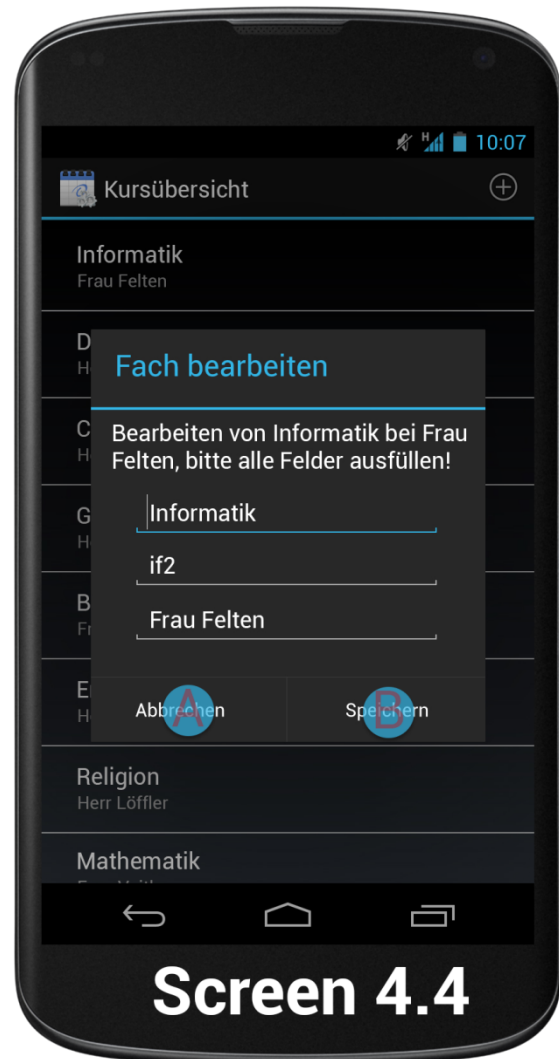 H 10:07
Kursübersicht
Informatik
Frau Felten
D
H
Fach bearbeiten
C
H
Bearbeiten von Informatik bei Frau
Felten, bitte alle Felder ausfüllen!
G
H
Informatik
if2
B
Fr
Frau Felten
E
H
Abbrechen
A
Speichern
B
Religion
Herr Löffler
Mathematik
Screen 4.4